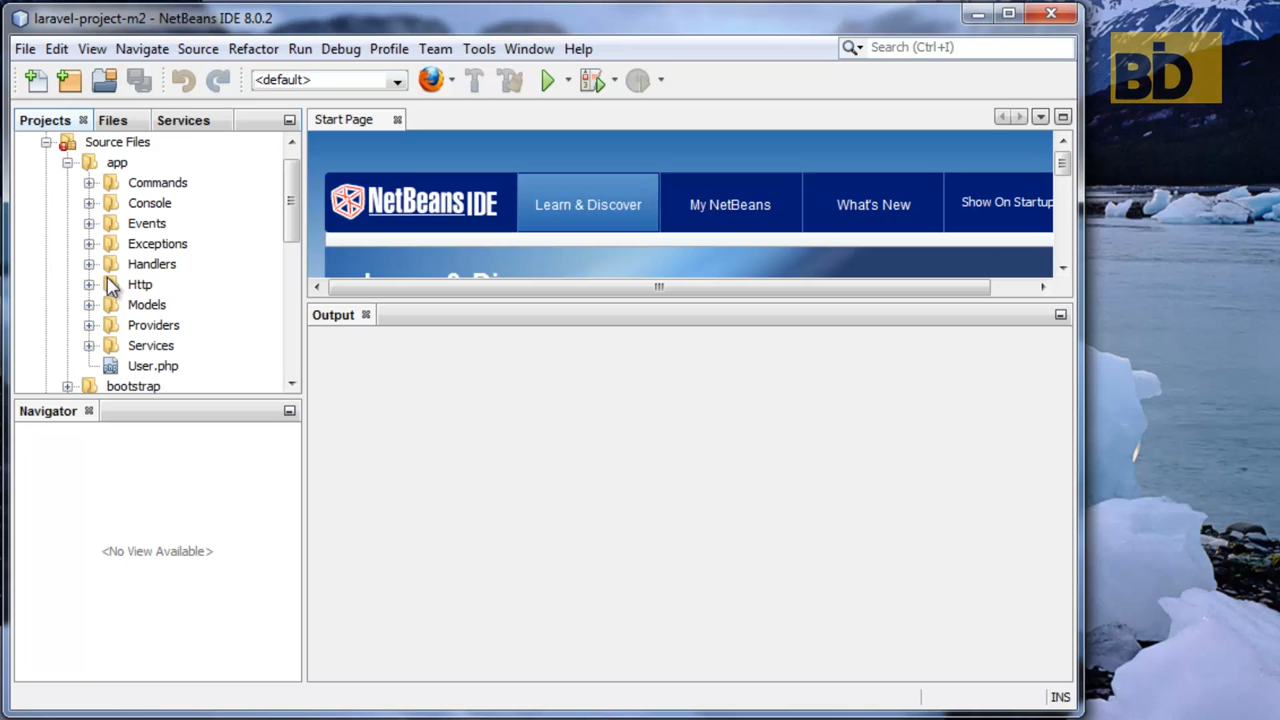 laravel-project-m2 - NetBeans IDE 8.0.2
BID
File Edit View Navigate Source Refactor Run Debug Profile Team Tools Window Help
Search (Ctrl+I)
<default>
Projects Files Services
Start Page
Source Files
app
Commands
Console
Events
Exceptions
Handlers
Http
Models
Providers
Services
User.php
bootstrap
NetBeans IDE
Learn & Discover
My NetBeans
What's New
Show On Startup
Output
Navigator
<No View Available>
INS